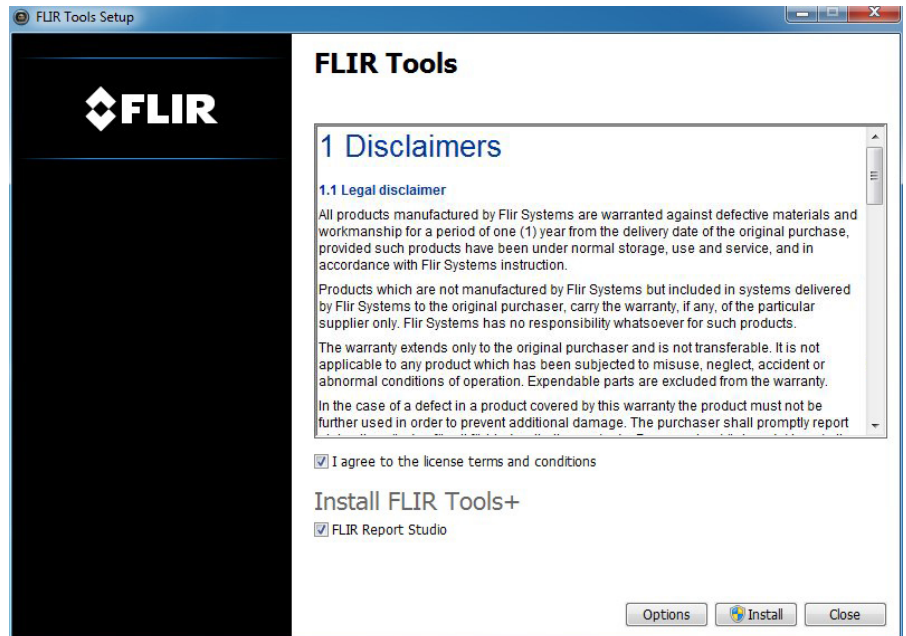 FLIR Tools Setup
FLIR
FLIR Tools
1 Disclaimers
1.1 Legal disclaimer
All products manufactured by Flir Systems are warranted against defective materials and
workmanship for a period of one (1) year from the delivery date of the original purchase,
provided such products have been under normal storage, use and service, and in
accordance with Flir Systems instruction.
Products which are not manufactured by Flir Systems but included in systems delivered
by Flir Systems to the original purchaser, carry the warranty, if any, of the particular
supplier only. Flir Systems has no responsibility whatsoever for such products.
The warranty extends only to the original purchaser and is not transferable. It is not
applicable to any product which has been subjected to misuse, neglect, accident or
abnormal conditions of operation. Expendable parts are excluded from the warranty.
In the case of a defect in a product covered by this warranty the product must not be
further used in order to prevent additional damage. The purchaser shall promptly report
I agree to the license terms and conditions
Install FLIR Tools+
FLIR Report Studio
Options Install Close